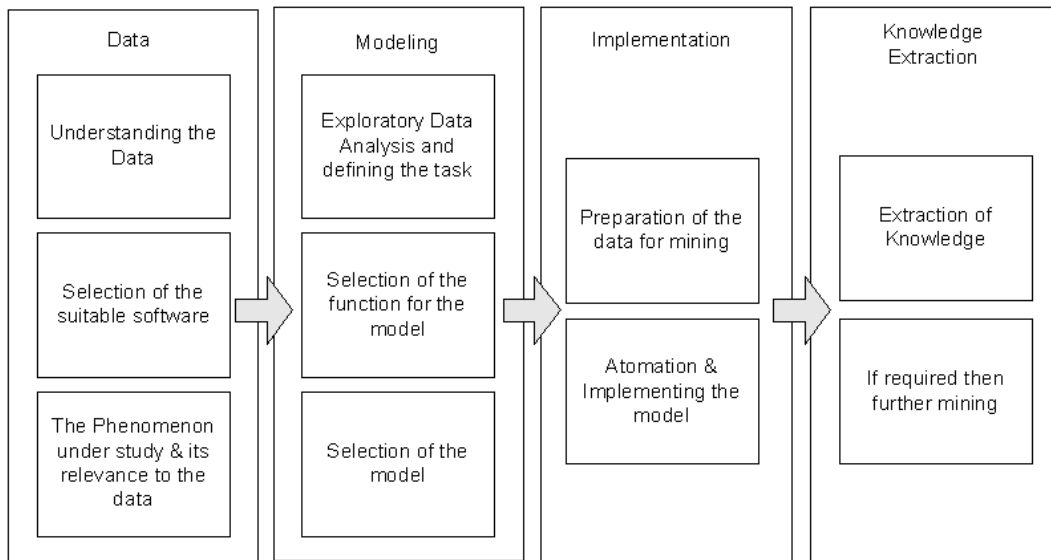 Data
Understanding the
Data
Selection of the
suitable software
The Phenomenon
under study & its
relevance to the
data
Modeling
Exploratory Data
Analysis and
defining the task
Selection of the
function for the
model
Selection of the
model
Implementation
Preparation of the
data for mining
Atomation &
Implementing the
model
Knowledge
Extraction
Extraction of
Knowledge
If required then
further mining